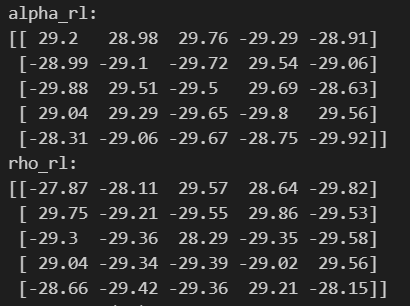 alpha_rl:
[[ 29.2   28.98  29.76 -29.29 -28.91]
 [-28.99 -29.1  -29.72  29.54 -29.06]
 [-29.88  29.51 -29.5   29.69 -28.63]
 [ 29.04  29.29 -29.65 -29.8   29.56]
 [-28.31 -29.06 -29.67 -28.75 -29.92]]
rho_rl:
[[-27.87 -28.11  29.57  28.64 -29.82]
 [ 29.75 -29.21 -29.55  29.86 -29.53]
 [-29.3  -29.36  28.29 -29.35 -29.58]
 [ 29.04 -29.34 -29.39 -29.02  29.56]
 [-28.66 -29.42 -29.36  29.21 -28.15]]